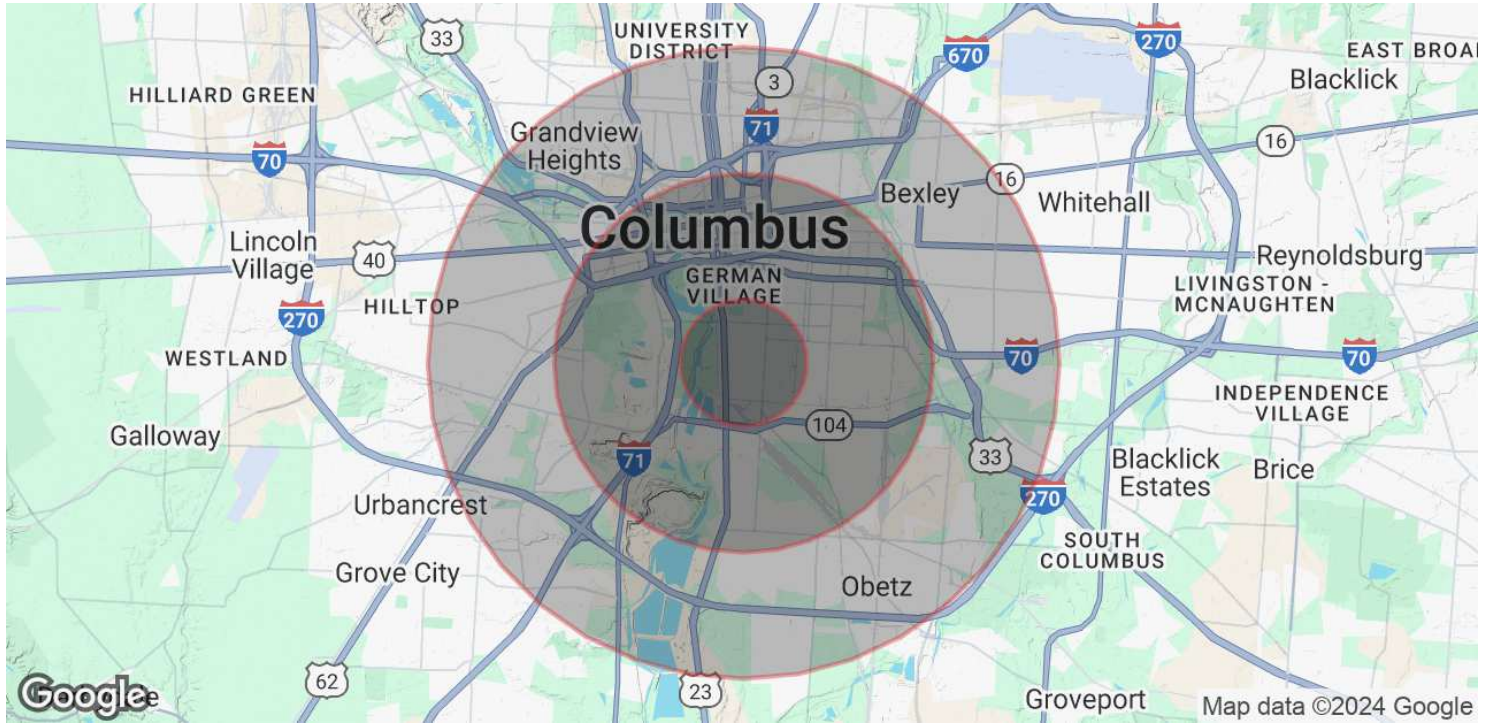 33
UNIVERSITY
DISTRICT
670
270
EAST BROA
Blacklick
3
HILLIARD GREEN
71
Grandview
Heights
16
70
Bexley
16
Whitehall
Columbus
Lincoln
Village
40
Reynoldsburg
GERMAN
VILLAGE
LIVINGSTON -
MCNAUGHTEN
HILLTOP
270
WESTLAND
70
70
INDEPENDENCE
VILLAGE
Galloway
104
71
33
Blacklick
Estates
Brice
270
Urbancrest
SOUTH
COLUMBUS
Grove City
Obetz
62
23
Google
Groveport
Map data ©2024 Google